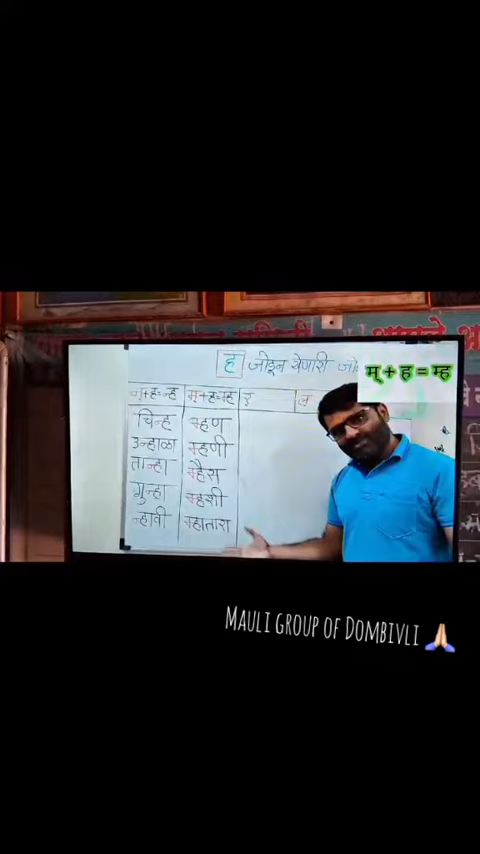 ह जोडून येणारी
म्+ह=म्ह
न्+ह=न्ह म्+ह=म्ह
चिन्ह म्हण
उन्हाळा म्हणी
तान्हा म्हैस
गुन्हा म्हशी
न्हावी म्हातारा
MAULI GROUP OF DOMBIVLI 🙏